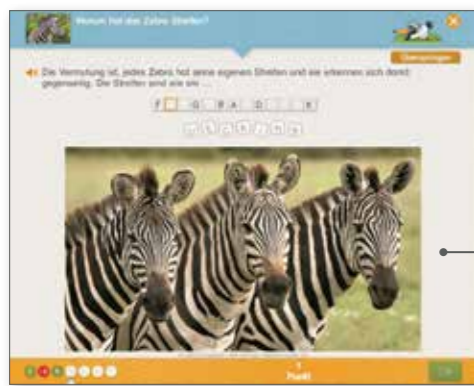 Warum hat das Zebra Streifen?
Überspringen
Die Vermutung ist, jedes Zebra hat seine eigenen Streifen und sie erkennen sich damit
gegenseitig. Die Streifen sind wie ein ...
F G R A D K
1
Punkt